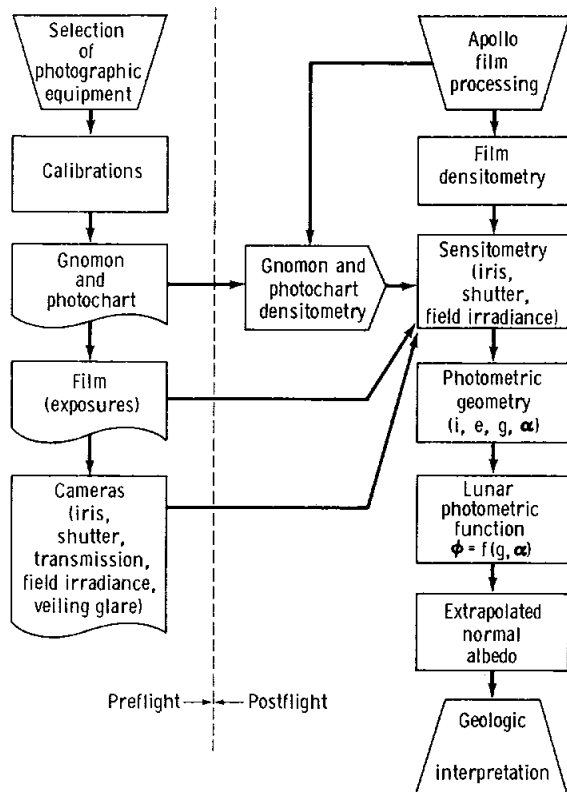 Selection
of
photographic
equipment
Calibrations
Gnomon
and
photochart
Film
(exposures)
Cameras
(iris,
shutter,
transmission,
field irradiance,
veiling glare)
Gnomon and
photochart
densitometry
Apollo
film
processing
Film
densitometry
Sensitometry
(iris,
shutter,
field irradiance)
Photometric
geometry
(i, e, g, α)
Lunar
photometric
function
ϕ = f(g, α)
Extrapolated
normal
albedo
Geologic
interpretation
Preflight
Postflight